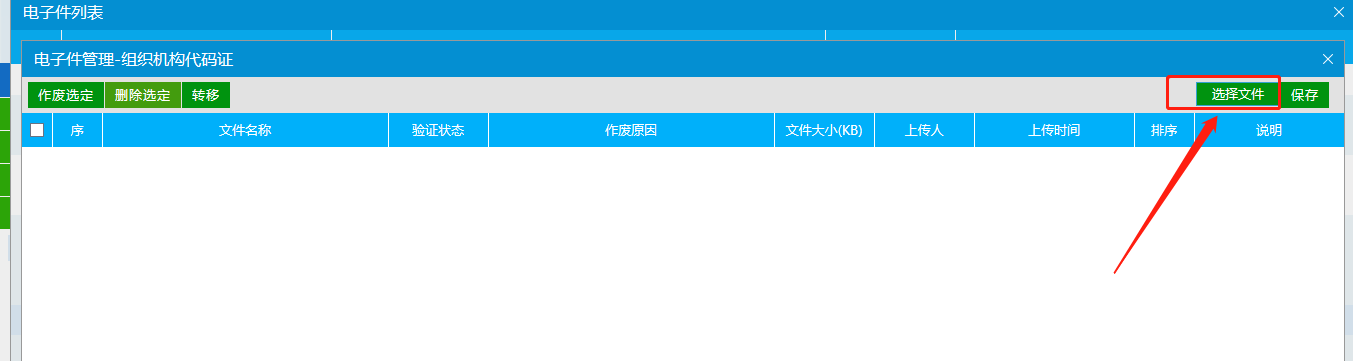 电子件列表
电子件管理-组织机构代码证
作废选定 删除选定 转移 选择文件 保存
序 文件名称 验证状态 作废原因 文件大小(KB) 上传人 上传时间 排序 说明